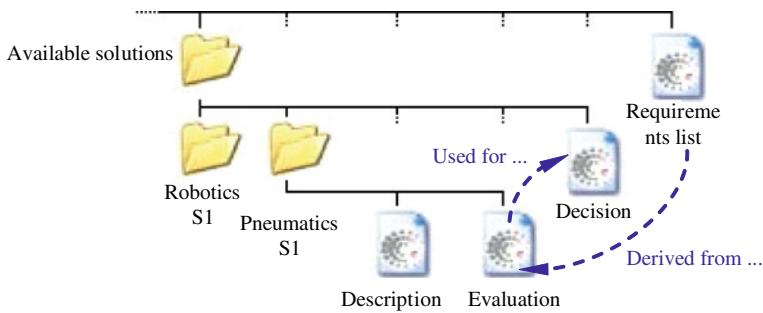 Available solutions
Requireme
nts list
Used for ...
Robotics
S1
Pneumatics
S1
Decision
Derived from ...
Description
Evaluation